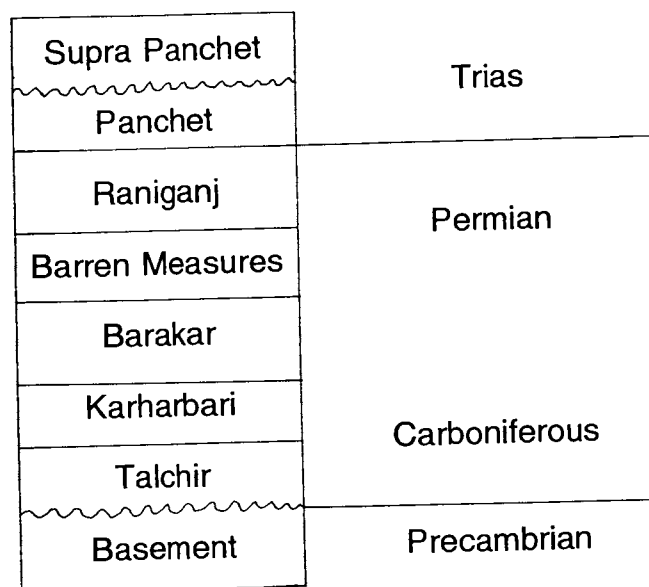 Supra Panchet
Trias
Panchet
Raniganj
Permian
Barren Measures
Barakar
Karharbari
Carboniferous
Talchir
Basement
Precambrian